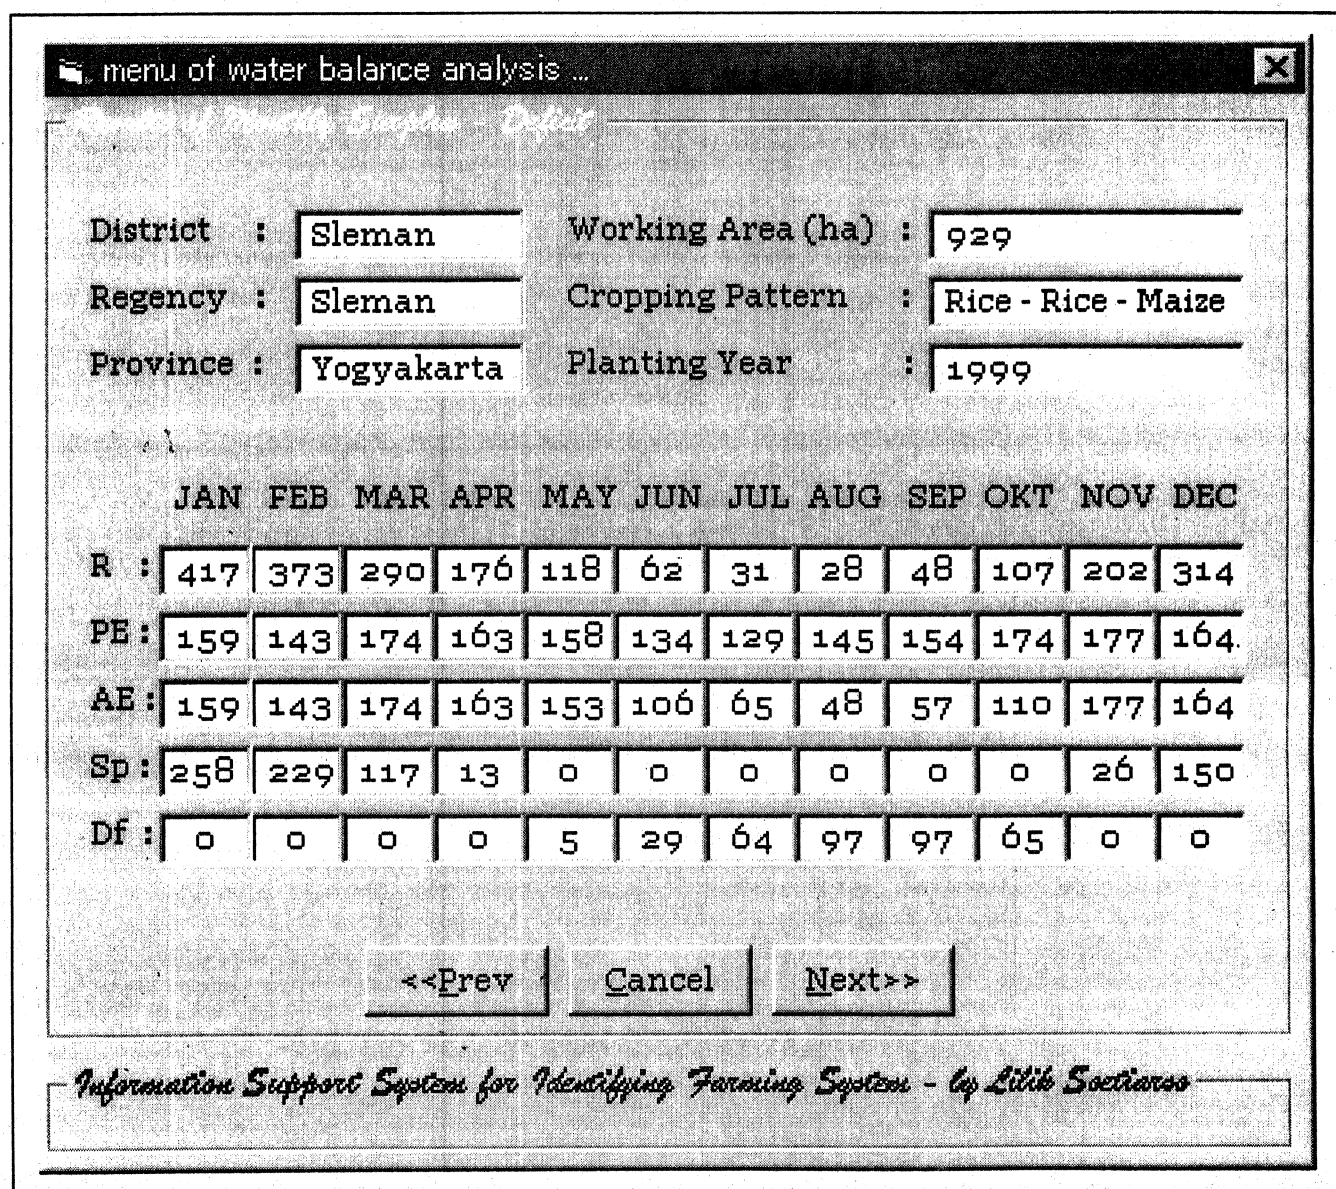 menu of water balance analysis ...
District : Sleman Working Area (ha) : 929
Regency : Sleman Cropping Pattern : Rice - Rice - Maize
Province : Yogyakarta Planting Year : 1999
JAN FEB MAR APR MAY JUN JUL AUG SEP OKT NOV DEC
R : 417 373 290 176 118 62 31 28 48 107 202 314
PE : 159 143 174 163 158 134 129 145 154 174 177 164
AE : 159 143 174 163 153 106 65 48 57 110 177 164
Sp : 258 229 117 13 0 0 0 0 0 0 26 150
Df : 0 0 0 0 5 29 64 97 97 65 0 0
<<Prev Cancel Next>>
Information Support System for Identifying Farming System - by Lilik Soetiarso